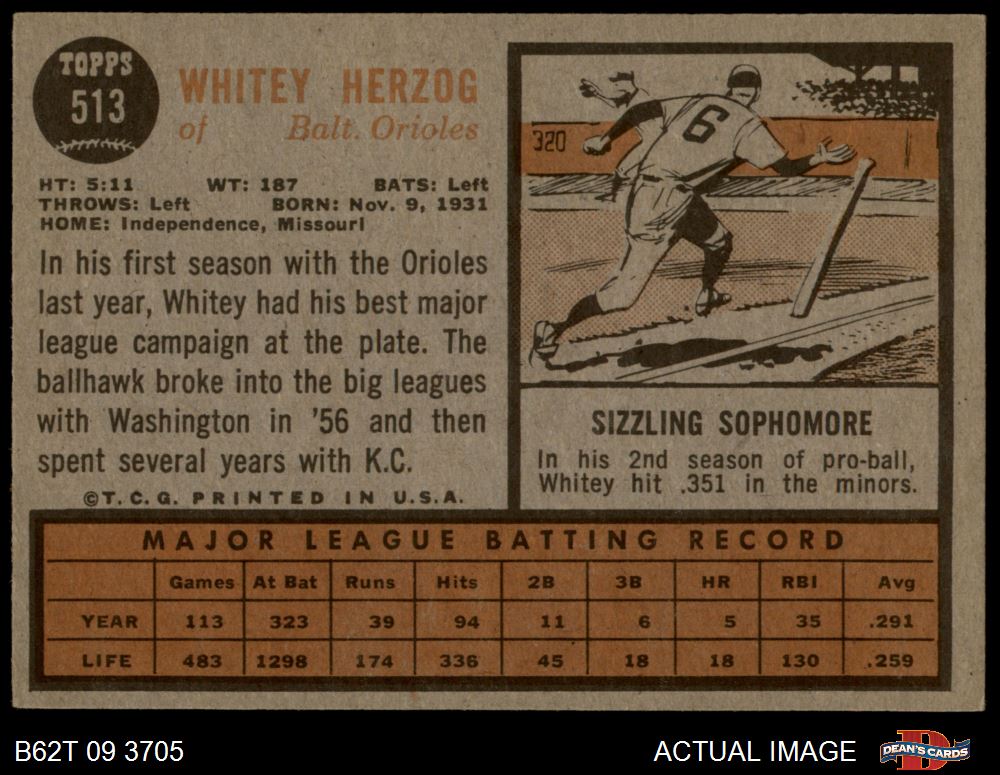 TOPPS
513
WHITEY HERZOG
of Balt. Orioles
HT: 5:11 WT: 187 BATS: Left
THROWS: Left BORN: Nov. 9, 1931
HOME: Independence, Missouri
In his first season with the Orioles
last year, Whitey had his best major
league campaign at the plate. The
ballhawk broke into the big leagues
with Washington in '56 and then
spent several years with K.C.
©T.C.G. PRINTED IN U.S.A.
320
6
SIZZLING SOPHOMORE
In his 2nd season of pro-ball,
Whitey hit .351 in the minors.
MAJOR LEAGUE BATTING RECORD
Games At Bat Runs Hits 2B 3B HR RBI Avg
YEAR 113 323 39 94 11 6 5 35 .291
LIFE 483 1298 174 336 45 18 18 130 .259
B62T 09 3705
ACTUAL IMAGE
D
DEAN'S CARDS